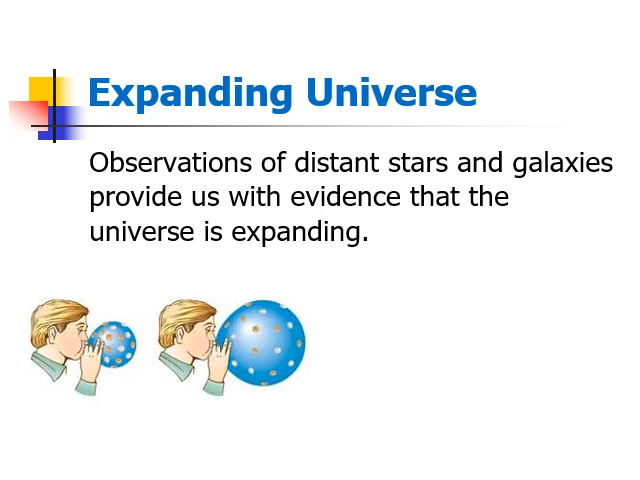 Expanding Universe
Observations of distant stars and galaxies
provide us with evidence that the
universe is expanding.